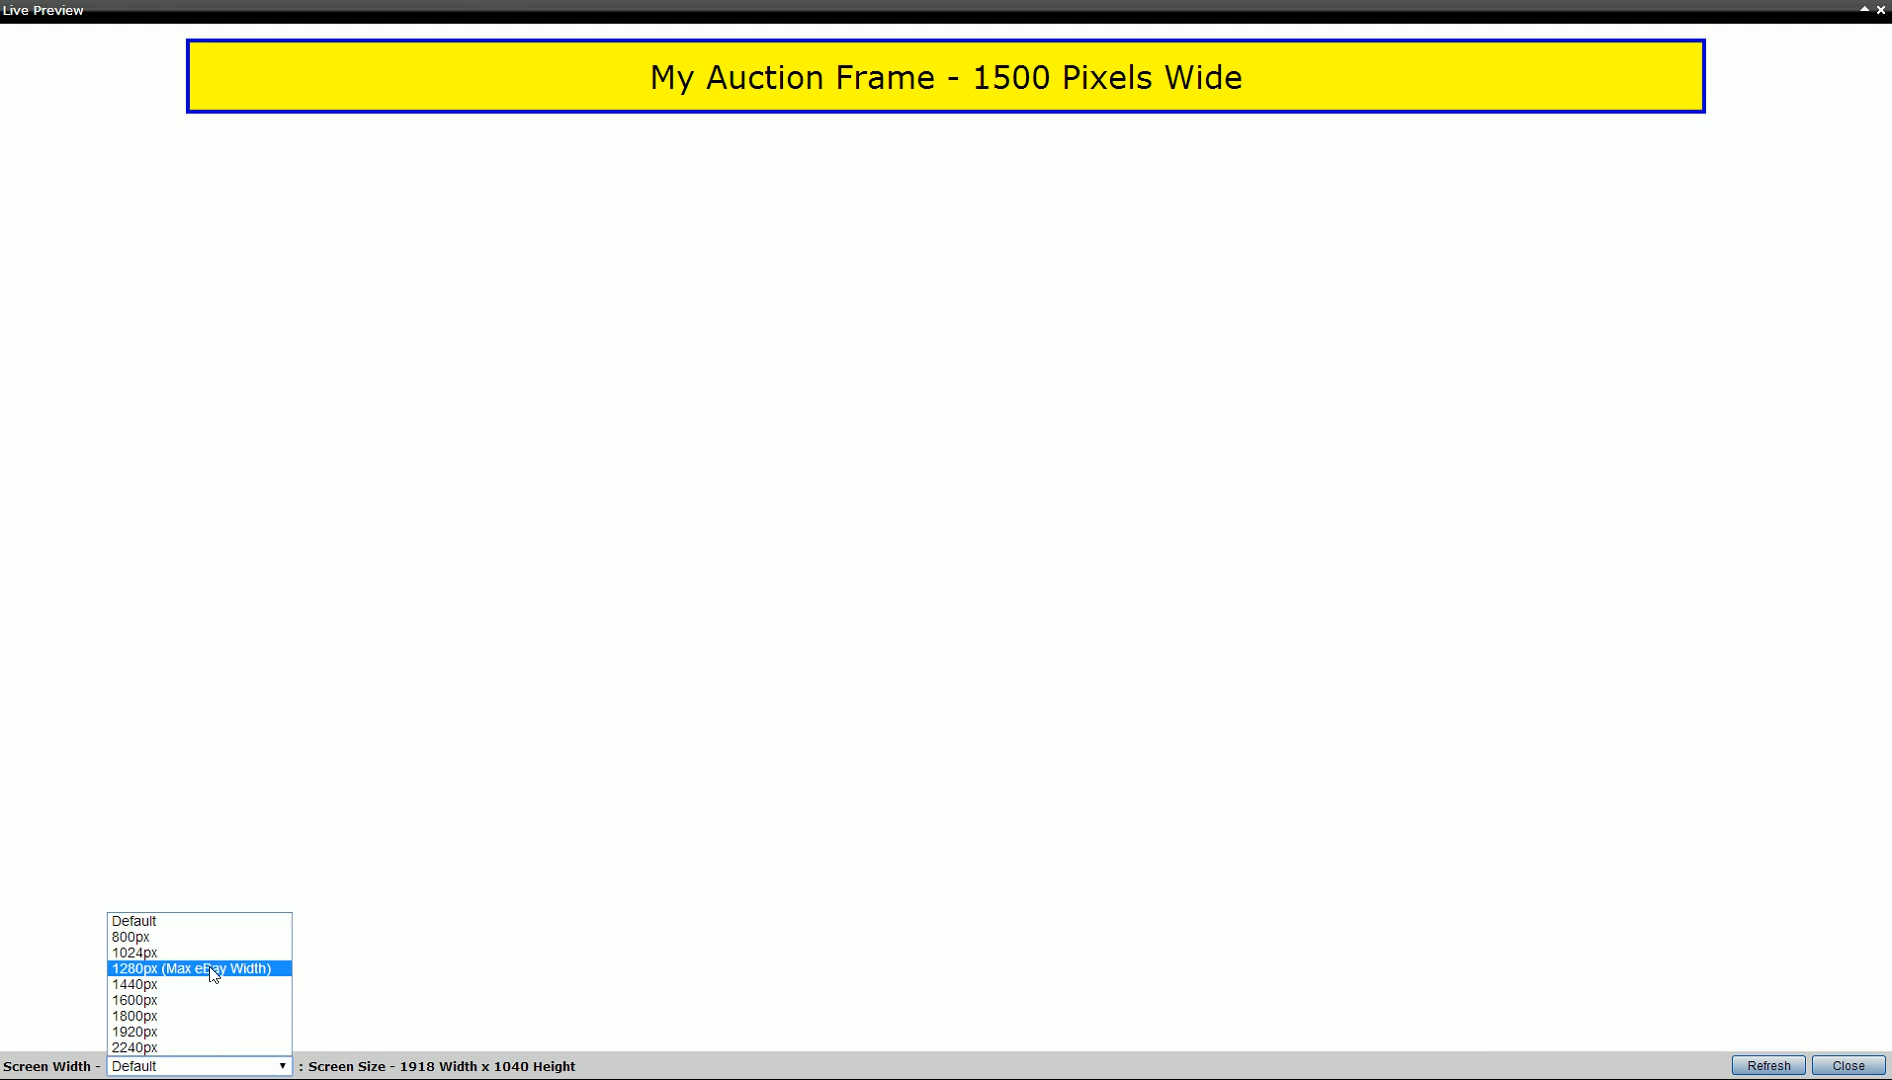 Live Preview
My Auction Frame - 1500 Pixels Wide
Default
800px
1024px
1280px (Max eBay Width)
1440px
1600px
1800px
1920px
2240px
Screen Width - Default : Screen Size - 1918 Width x 1040 Height Refresh Close